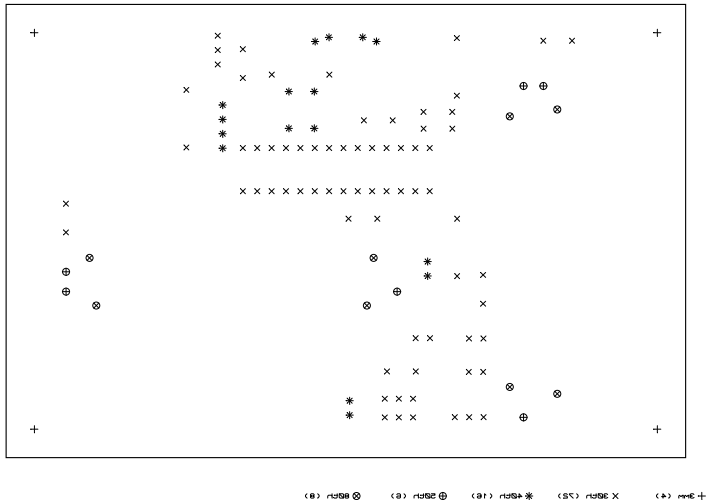 + 3mm (4) × 30th (72) * 40th (16) ⊕ 50th (6) ⊗ 80th (8)